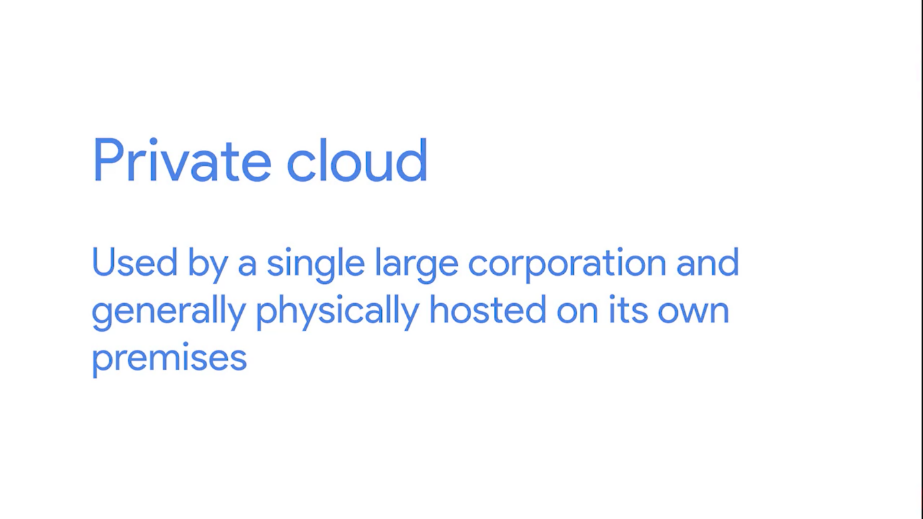 Private cloud
Used by a single large corporation and
generally physically hosted on its own
premises